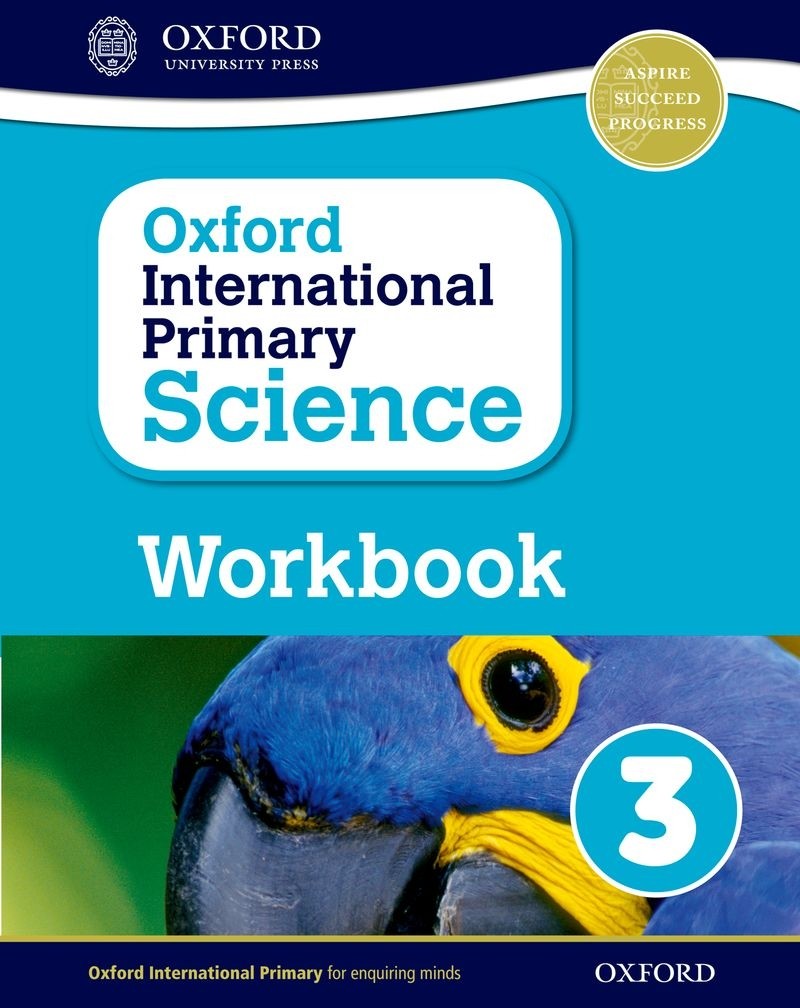 OXFORD
UNIVERSITY PRESS
ASPIRE
SUCCEED
PROGRESS
Oxford
International
Primary
Science
Workbook
3
Oxford International Primary for enquiring minds
OXFORD